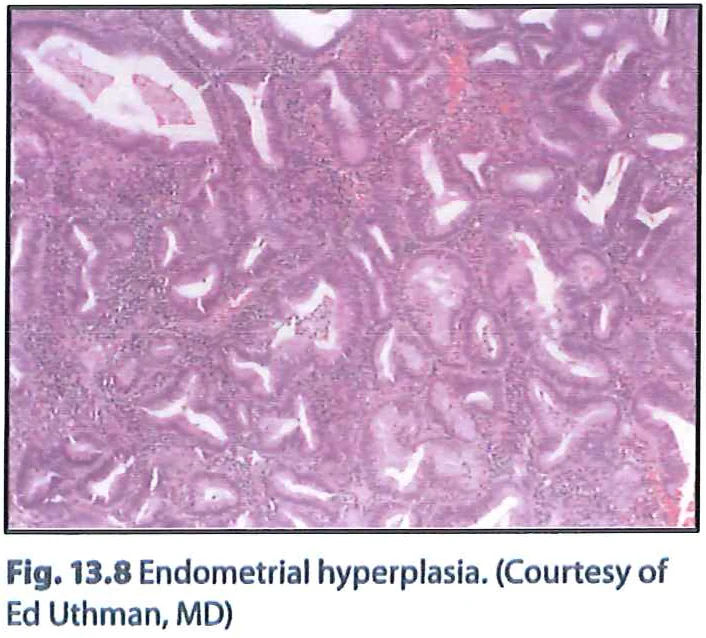 Fig. 13.8 Endometrial hyperplasia. (Courtesy of
Ed Uthman, MD)